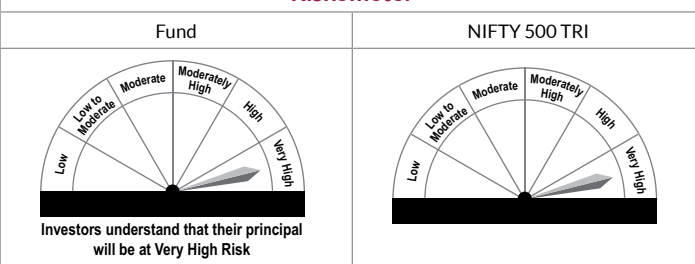 Riskometer
Fund
NIFTY 500 TRI
Low
Low to
Moderate
Moderate
Moderately
High
High
Very High
Low
Low to
Moderate
Moderate
Moderately
High
High
Very High
Investors understand that their principal
will be at Very High Risk